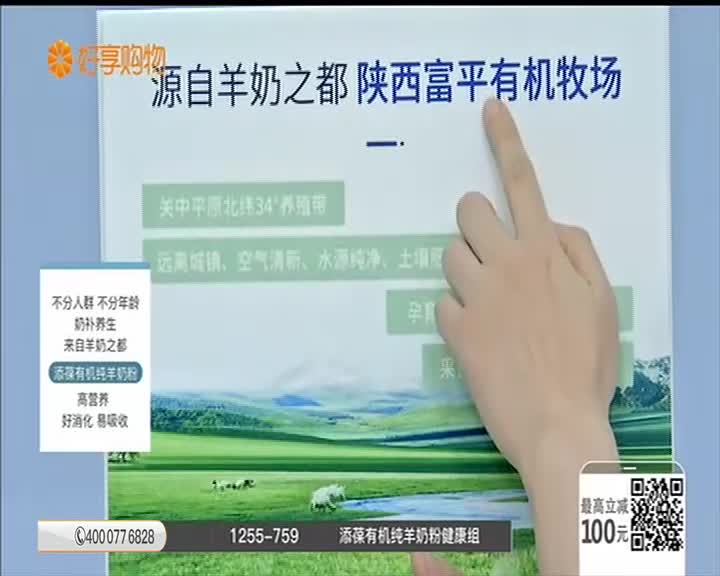 好享购物
源自羊奶之都 陕西富平有机牧场
关中平原北纬34°养殖带
远离城镇、空气清新、水源纯净、土壤
孕育
不分人群 不分年龄
奶补养生
来自羊奶之都
添葆有机纯羊奶粉
高营养
好消化 易吸收
最高立减
100元
400 077 6828
1255-759
添葆有机纯羊奶粉健康组